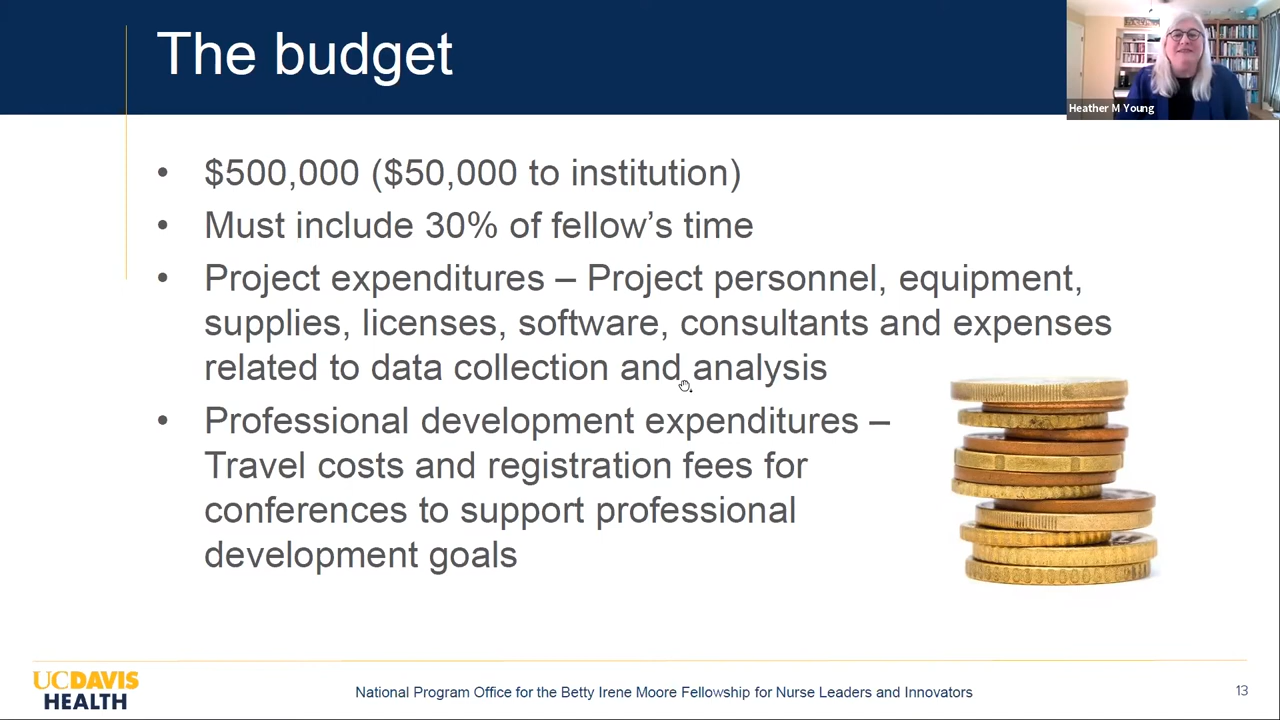 The budget
Heather M Young
• $500,000 ($50,000 to institution)
• Must include 30% of fellow’s time
• Project expenditures – Project personnel, equipment,
supplies, licenses, software, consultants and expenses
related to data collection and analysis
• Professional development expenditures –
Travel costs and registration fees for
conferences to support professional
development goals
UCDAVIS
HEALTH
National Program Office for the Betty Irene Moore Fellowship for Nurse Leaders and Innovators
13